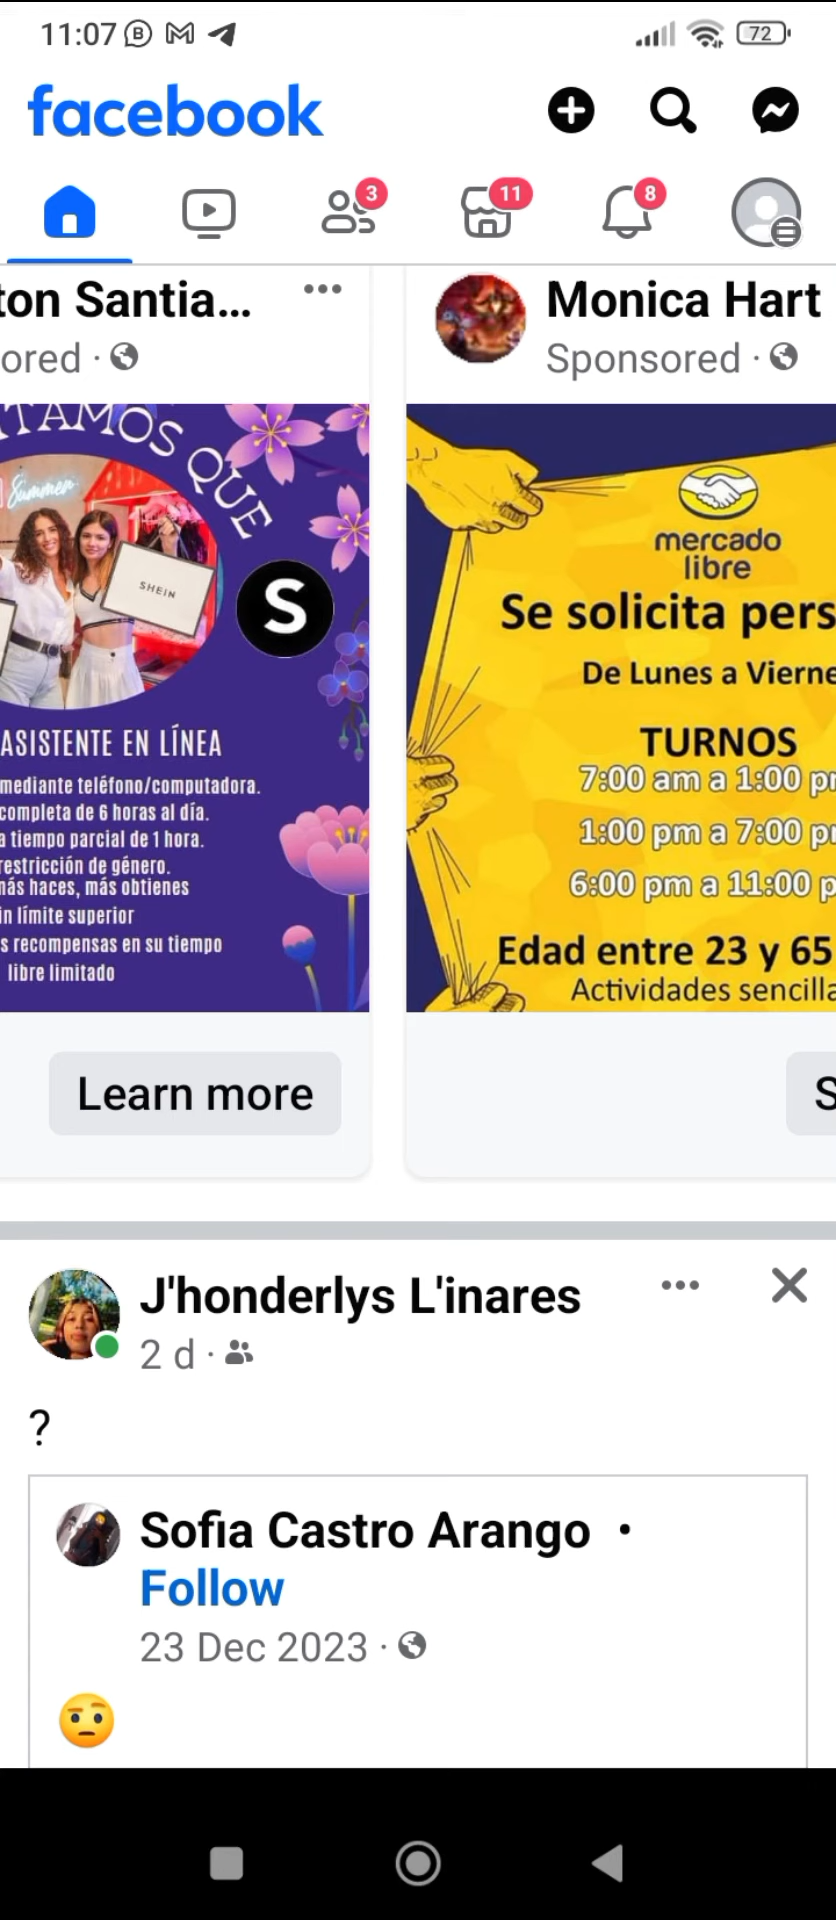 11:07
72
facebook
3
11
8
ton Santia...
ored
Monica Hart
Sponsored
ITAMOS QUE
Summer
SHEIN
S
ASISTENTE EN LÍNEA
mediante teléfono/computadora.
completa de 6 horas al día.
a tiempo parcial de 1 hora.
restricción de género.
más haces, más obtienes
in límite superior
s recompensas en su tiempo
libre limitado
mercado
libre
Se solicita pers
De Lunes a Vierne
TURNOS
7:00 am a 1:00 pm
1:00 pm a 7:00 pm
6:00 pm a 11:00 p
Edad entre 23 y 65
Actividades sencilla
Learn more
S
J'honderlys L'inares
2 d
?
Sofia Castro Arango •
Follow
23 Dec 2023